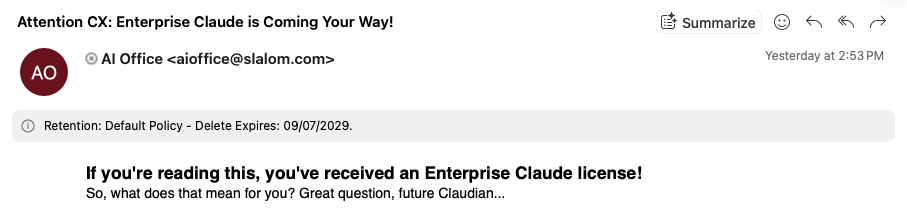 Attention CX: Enterprise Claude is Coming Your Way!
Summarize
AO
AI Office <aioffice@slalom.com>
Yesterday at 2:53 PM
Retention: Default Policy - Delete Expires: 09/07/2029.
If you're reading this, you've received an Enterprise Claude license!
So, what does that mean for you? Great question, future Claudian...